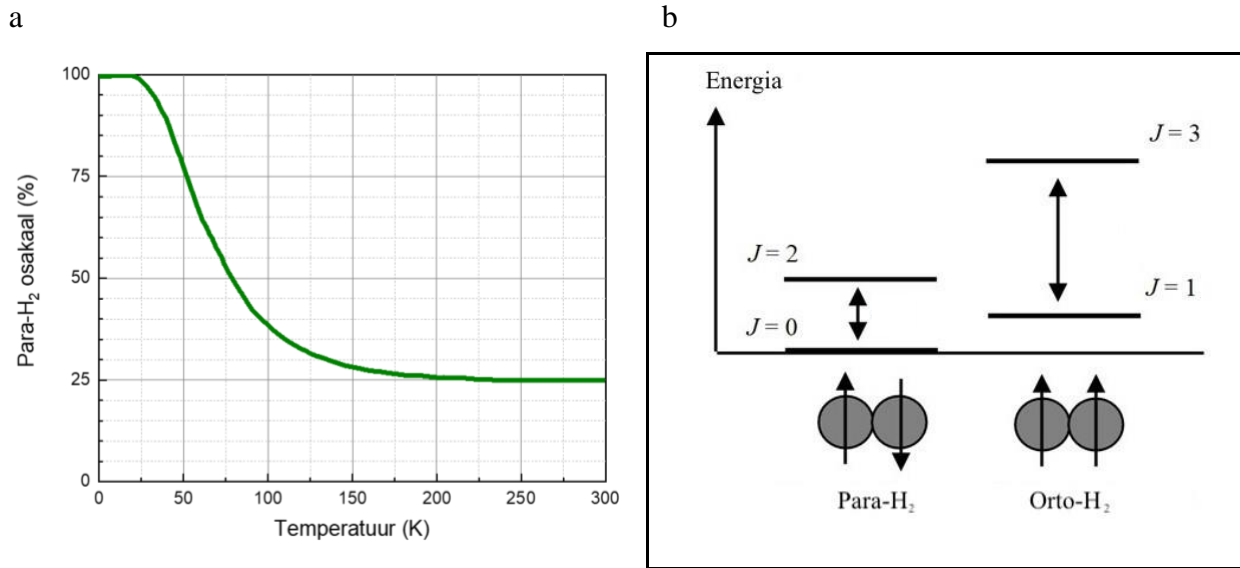 a
100
75
50
25
0
Para-H₂ osakaal (%)
0 50 100 150 200 250 300
Temperatuur (K)
b
Energia
J = 3
J = 2
J = 1
J = 0
Para-H₂
Orto-H₂